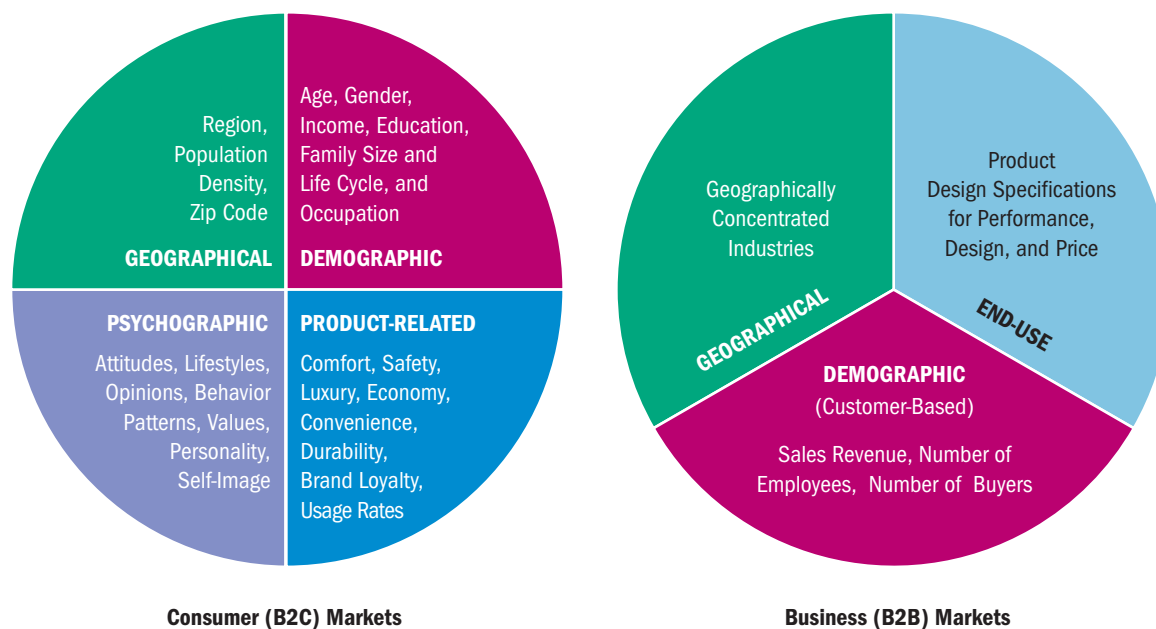 Region,
Population
Density,
Zip Code
GEOGRAPHICAL
Age, Gender,
Income, Education,
Family Size and
Life Cycle, and
Occupation
DEMOGRAPHIC
PSYCHOGRAPHIC
Attitudes, Lifestyles,
Opinions, Behavior
Patterns, Values,
Personality,
Self-Image
PRODUCT-RELATED
Comfort, Safety,
Luxury, Economy,
Convenience,
Durability,
Brand Loyalty,
Usage Rates
Consumer (B2C) Markets
Geographically
Concentrated
Industries
GEOGRAPHICAL
Product
Design Specifications
for Performance,
Design, and Price
END-USE
DEMOGRAPHIC
(Customer-Based)
Sales Revenue, Number of
Employees, Number of Buyers
Business (B2B) Markets